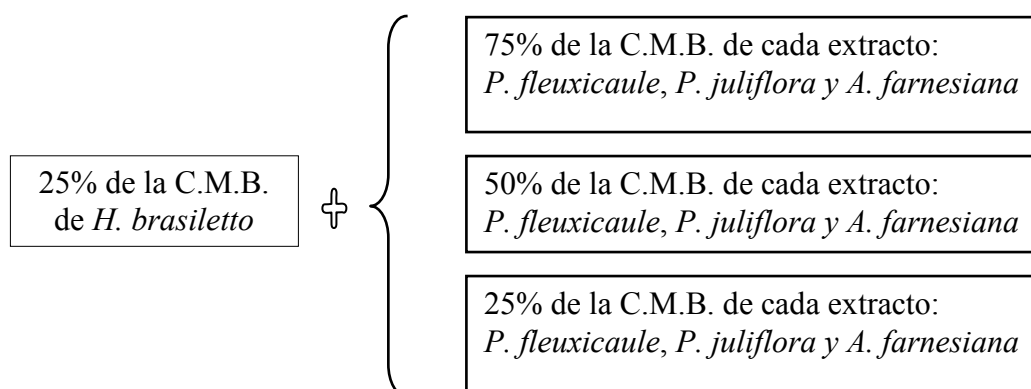 75% de la C.M.B. de cada extracto:
P. fleuxicaule, P. juliflora y A. farnesiana
25% de la C.M.B.
de H. brasiletto
50% de la C.M.B. de cada extracto:
P. fleuxicaule, P. juliflora y A. farnesiana
25% de la C.M.B. de cada extracto:
P. fleuxicaule, P. juliflora y A. farnesiana